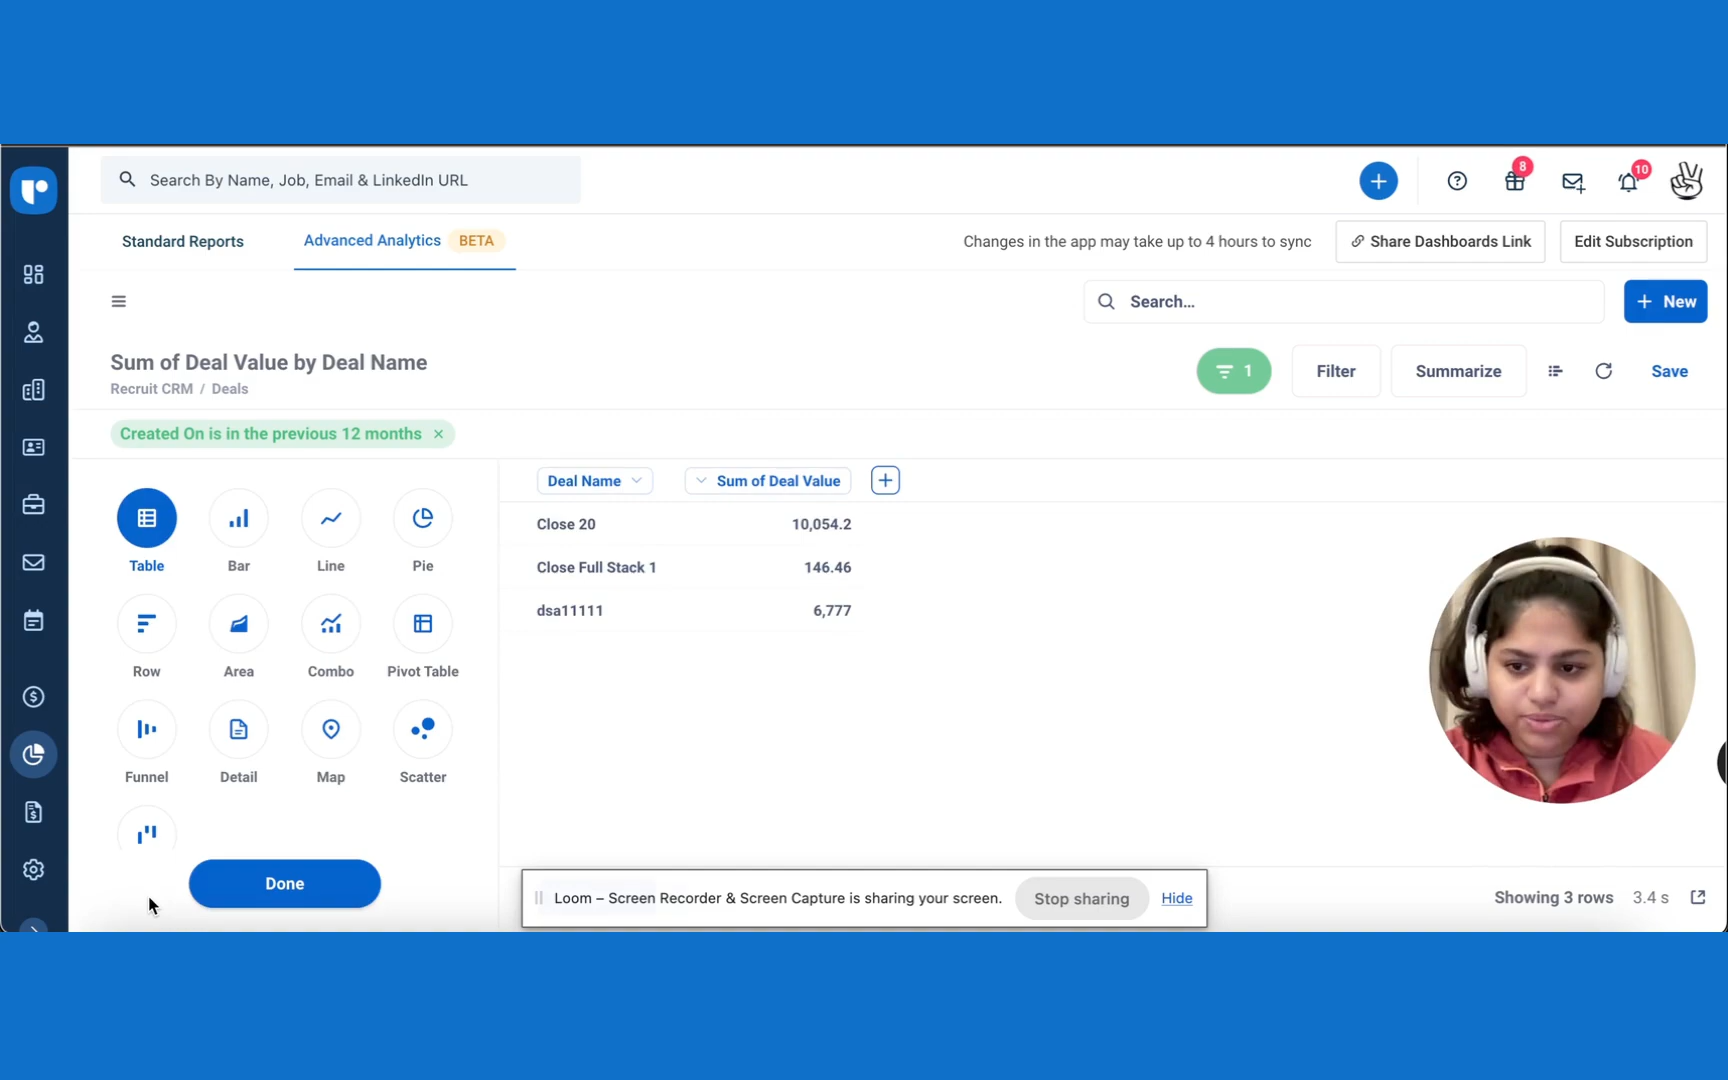 Search By Name, Job, Email & LinkedIn URL
8
10
Standard Reports
Advanced Analytics BETA
Changes in the app may take up to 4 hours to sync
Share Dashboards Link
Edit Subscription
Search...
+ New
Sum of Deal Value by Deal Name
Recruit CRM / Deals
1
Filter
Summarize
Save
Created On is in the previous 12 months ×
Deal Name
Sum of Deal Value
Close 20 10,054.2
Close Full Stack 1 146.46
dsa11111 6,777
Table
Bar
Line
Pie
Row
Area
Combo
Pivot Table
Funnel
Detail
Map
Scatter
Done
Loom – Screen Recorder & Screen Capture is sharing your screen.
Stop sharing
Hide
Showing 3 rows
3.4 s